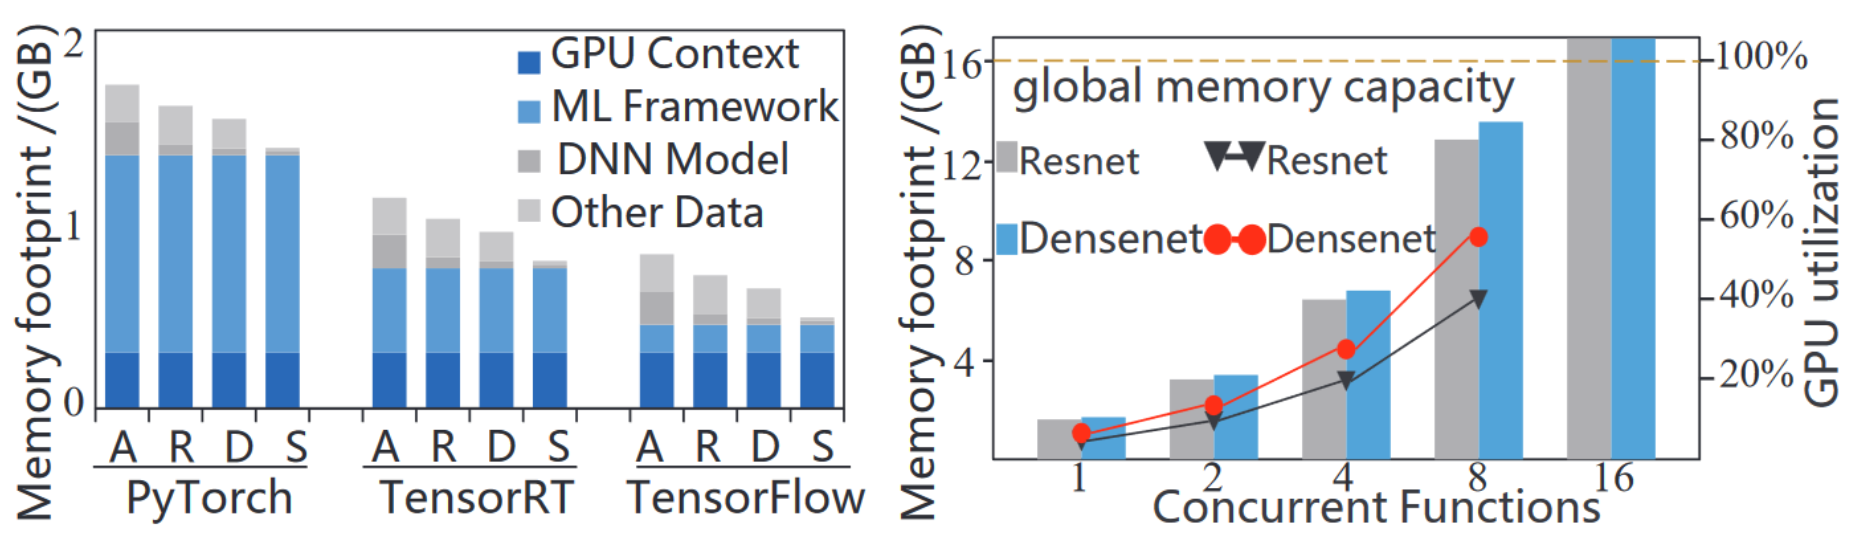 Memory footprint /(GB)
2
1
0
GPU Context
ML Framework
DNN Model
Other Data
A R D S A R D S A R D S
PyTorch TensorRT TensorFlow
Memory footprint /(GB)
16
12
8
4
global memory capacity
Resnet Resnet
Densenet Densenet
100%
80%
60%
40%
20%
GPU utilization
1 2 4 8 16
Concurrent Functions